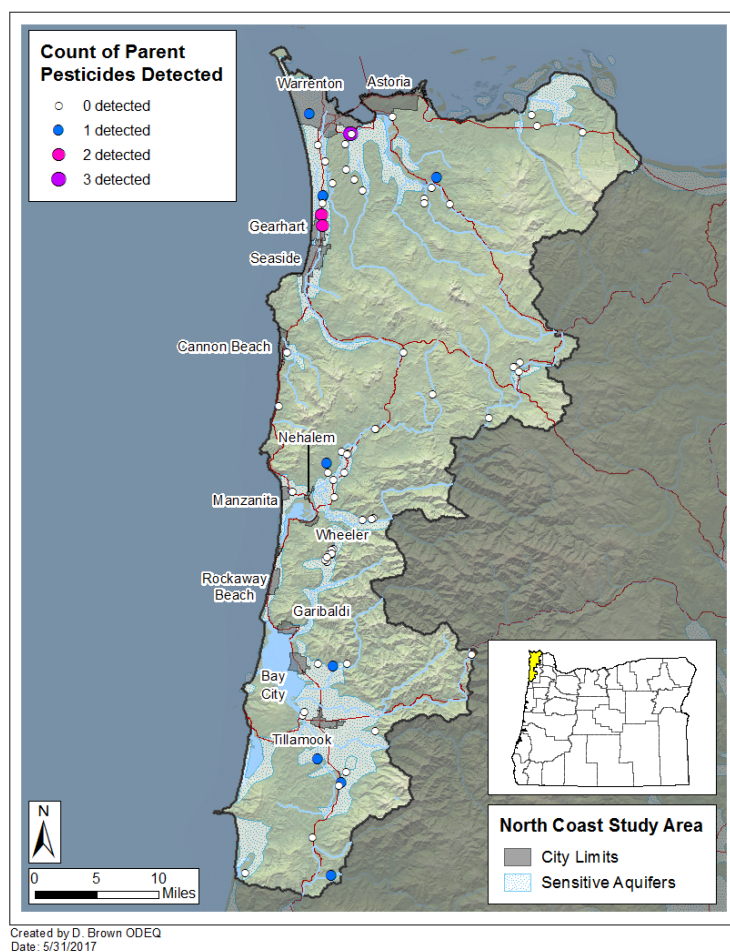 Count of Parent
Pesticides Detected
0 detected
1 detected
2 detected
3 detected
Warrenton
Astoria
Gearhart
Seaside
Cannon Beach
Nehalem
Manzanita
Wheeler
Rockaway
Beach
Garibaldi
Bay
City
Tillamook
N
0 5 10
Miles
North Coast Study Area
City Limits
Sensitive Aquifers
Created by D. Brown ODEQ
Date: 5/31/2017